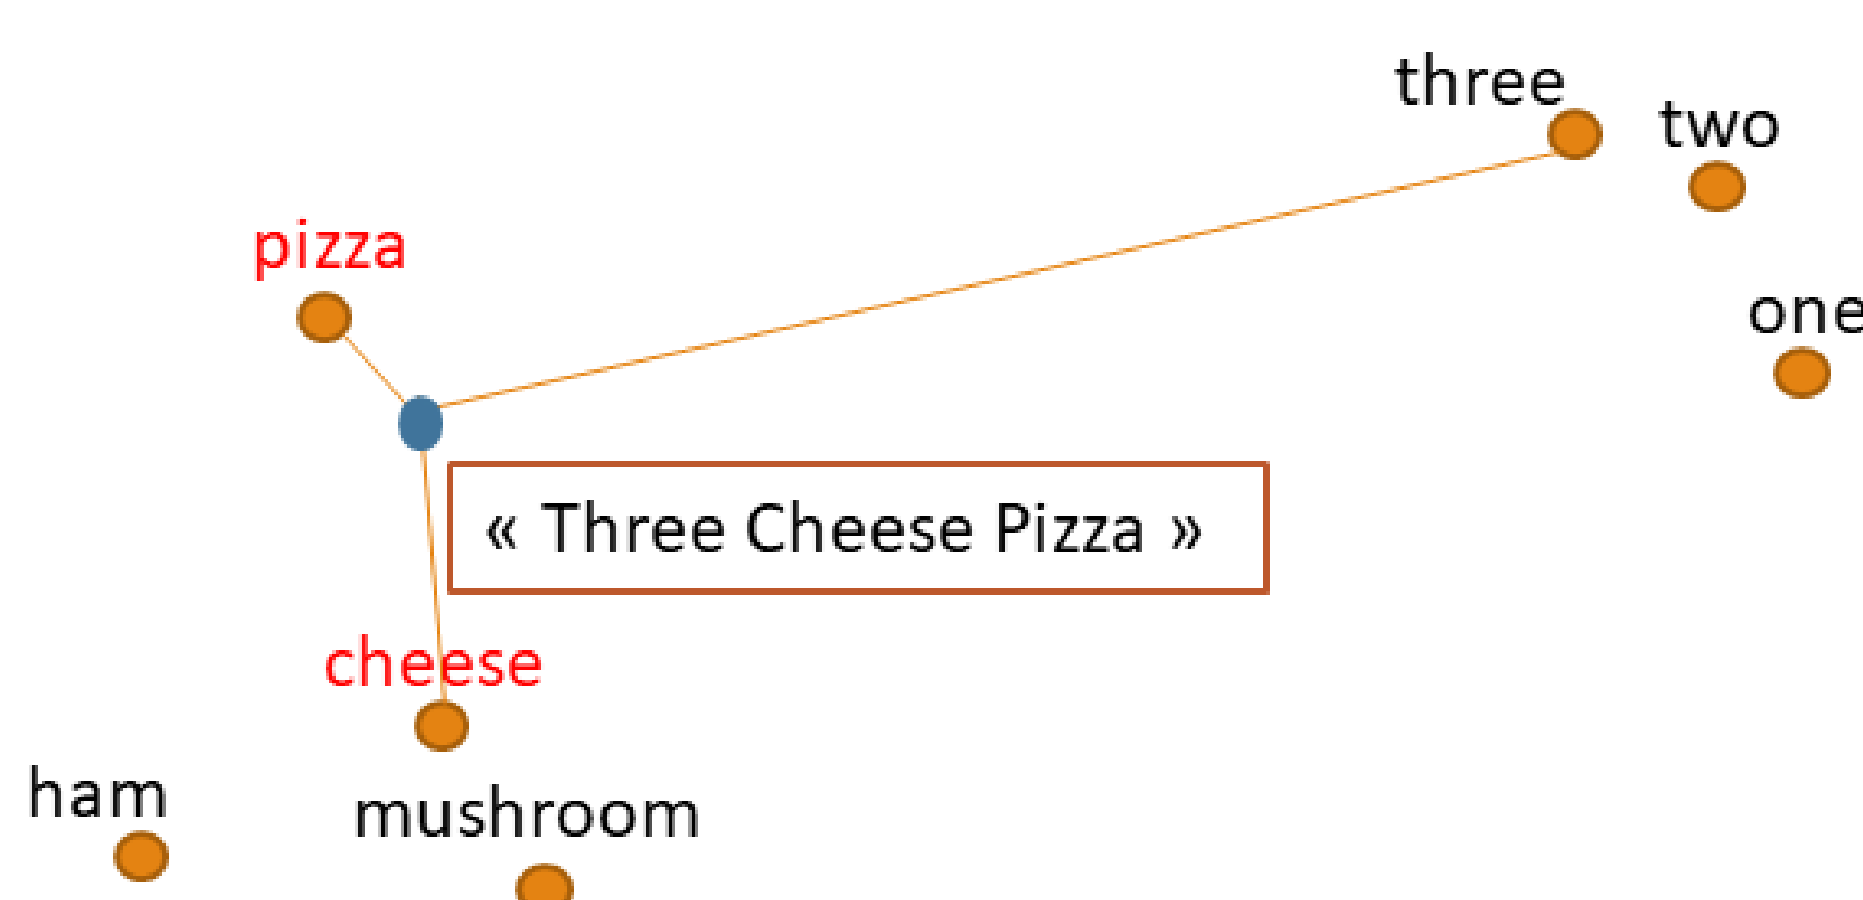 three
two
pizza
one
« Three Cheese Pizza »
cheese
ham
mushroom